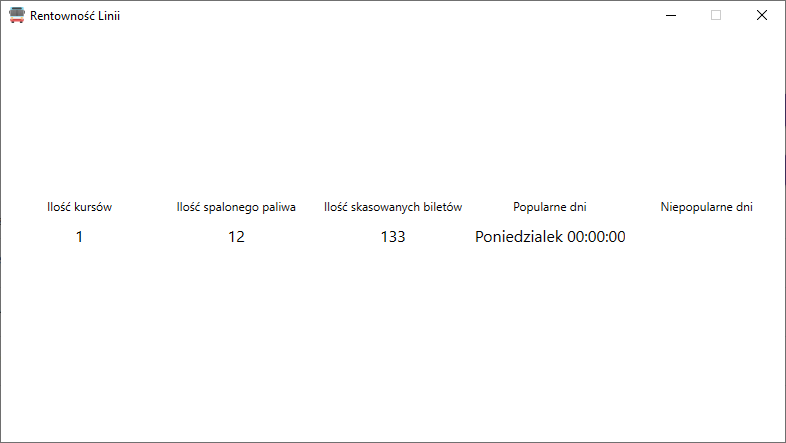 Rentowność Linii
Ilość kursów Ilość spalonego paliwa Ilość skasowanych biletów Popularne dni Niepopularne dni
1 12 133 Poniedzialek 00:00:00